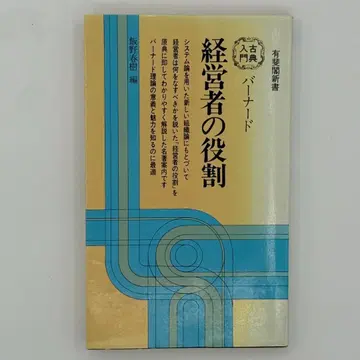 有斐閣新書
古典入門
バーナード
経営者の役割
システム論を用いた新しい組織論にもとづいて
経営者は何をなすべきかを説いた、“経営者の役割”を
原典に即してわかりやすく解説した名著案内です
バーナード理論の意義と魅力を知るのに最適
飯野春樹 編